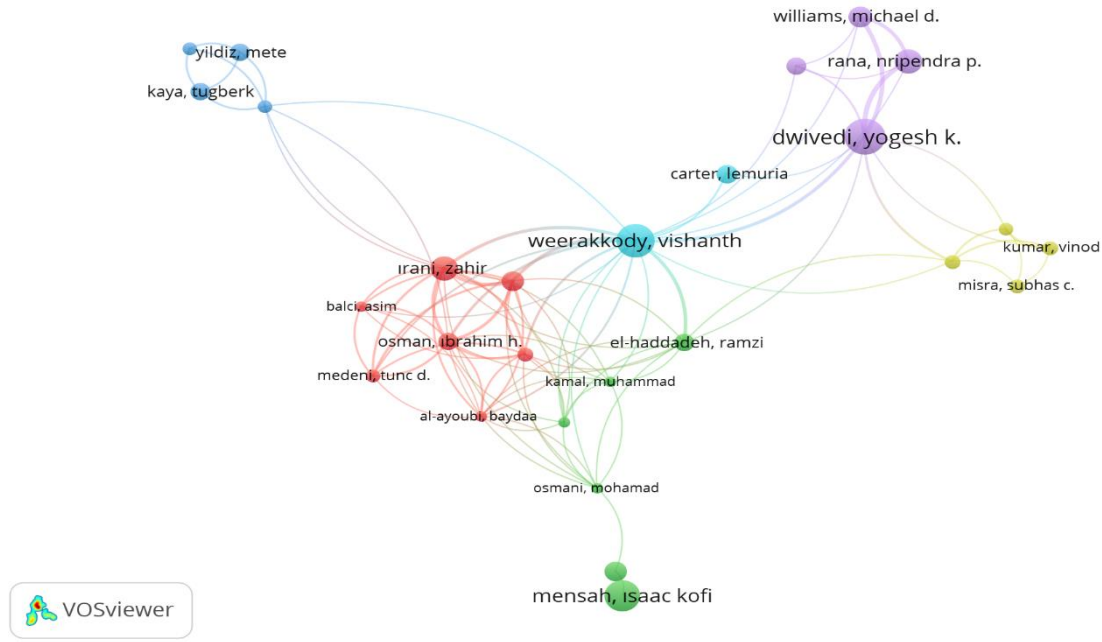 williams, michael d.
yildiz, mete
rana, nripendra p.
kaya, tugberk
dwivedi, yogesh k.
carter, lemuria
weerakkody, vishanth
kumar, vinod
ırani, zahir
misra, subhas c.
balci, asim
osman, ıbrahim h.
el-haddadeh, ramzi
medeni, tunc d.
kamal, muhammad
al-ayoubi, baydaa
osmani, mohamad
mensah, ısaac kofi
VOSviewer